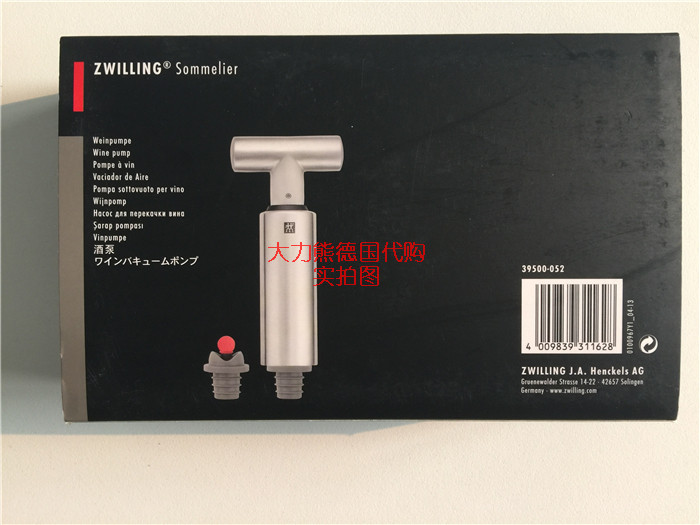 ZWILLING® Sommelier
Weinpumpe
Wine pump
Pompe à vin
Vaciador de Aire
Pompa sottovuoto per vino
Wijnpomp
Насос для перекачки вина
Şarap pompası
Vinpumpe
酒泵
ワインバキュームポンプ
大力熊德国代购
实拍图
39500-052
4 009839 311628
0100967Y1_04-13
ZWILLING J.A. Henckels AG
Gruenewalder Strasse 14-22 · 42657 Solingen
Germany · www.zwilling.com